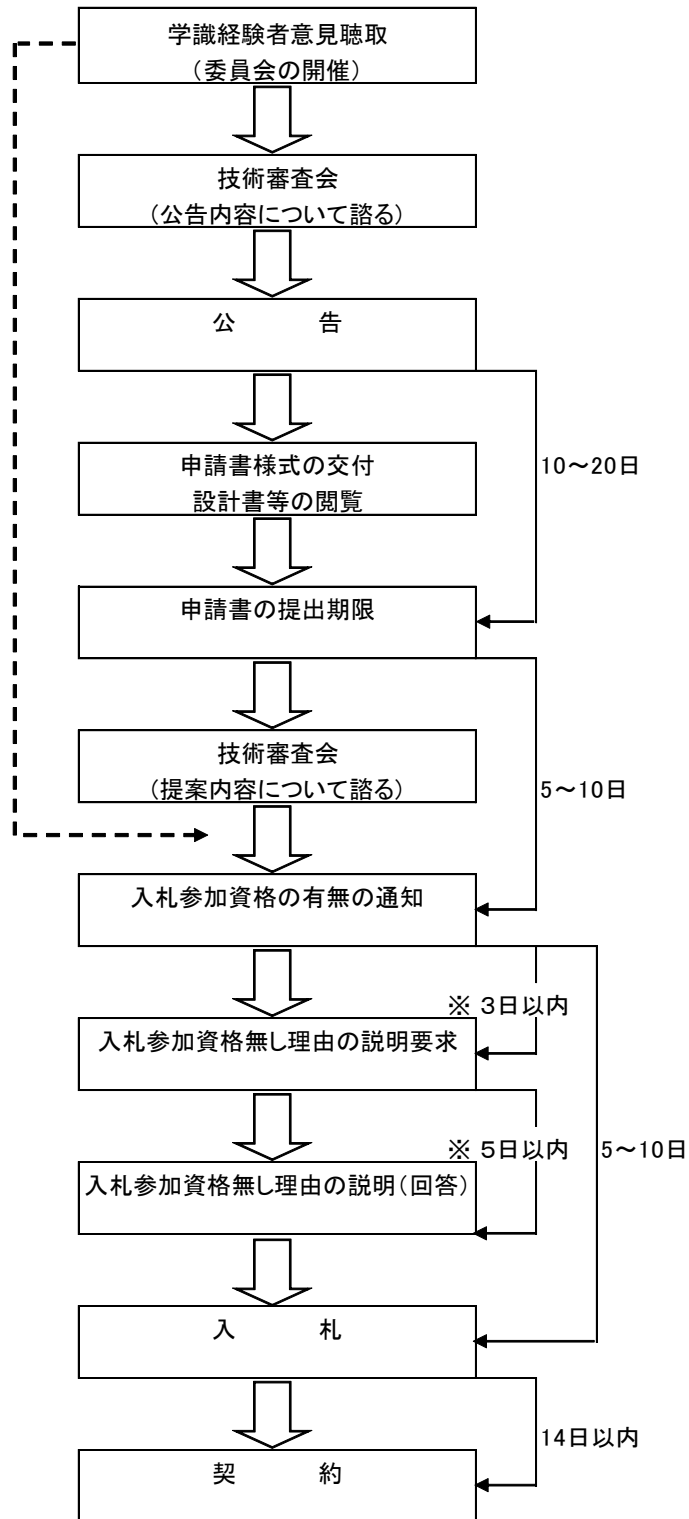 学識経験者意見聴取
（委員会の開催）
技術審査会
（公告内容について諮る）
公　　　告
申請書様式の交付
設計書等の閲覧
10～20日
申請書の提出期限
技術審査会
（提案内容について諮る）
5～10日
入札参加資格の有無の通知
※ 3日以内
入札参加資格無し理由の説明要求
※ 5日以内
5～10日
入札参加資格無し理由の説明（回答）
入　　　札
14日以内
契　　　約